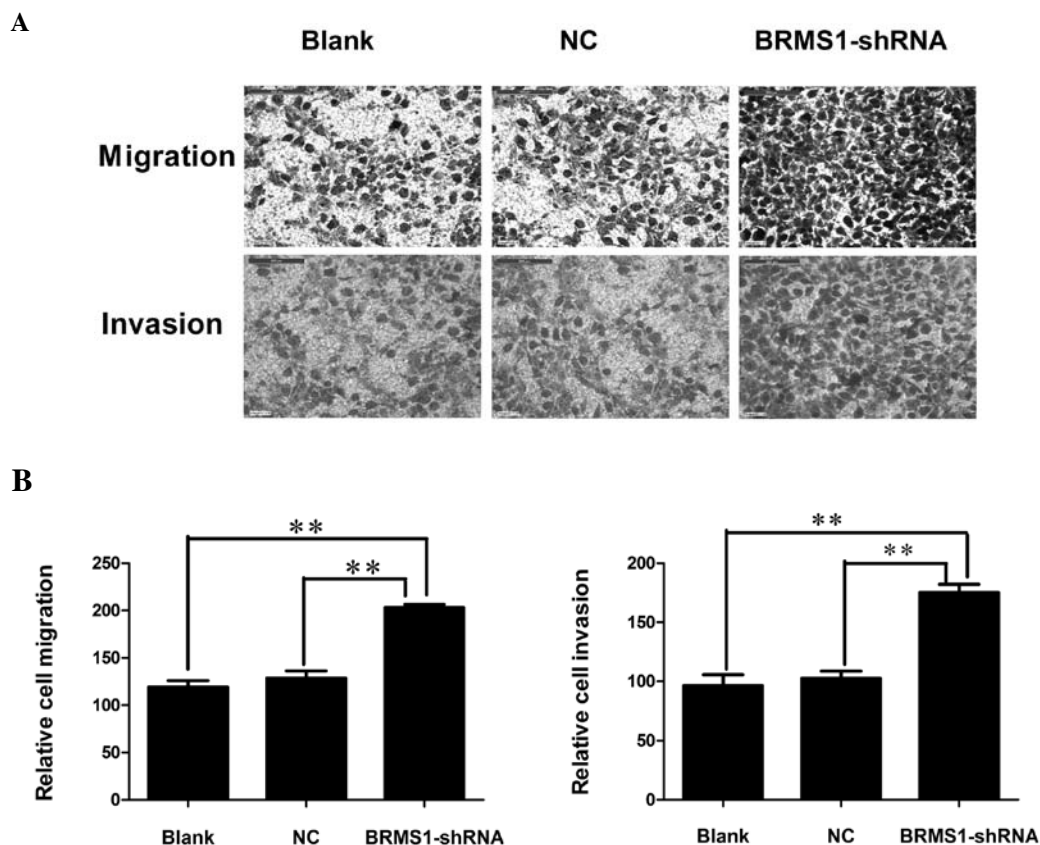 A
Blank NC BRMS1-shRNA
Migration
Invasion
B
**
**
Relative cell migration
250
200
150
100
50
0
Blank NC BRMS1-shRNA
**
**
Relative cell invasion
200
150
100
50
0
Blank NC BRMS1-shRNA